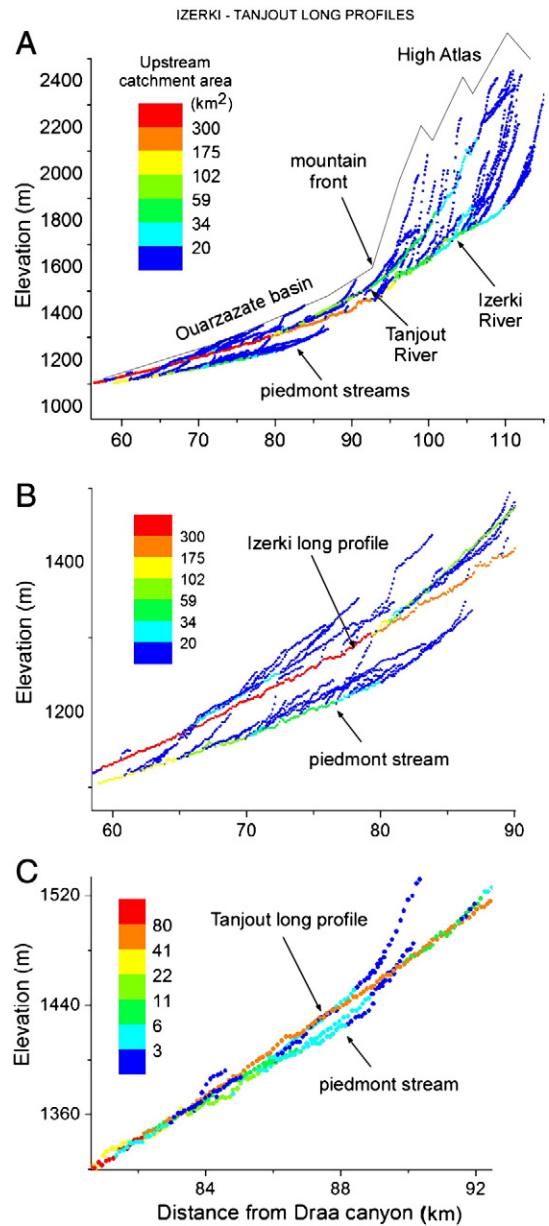 IZERKI - TANJOUT LONG PROFILES
A
Upstream
catchment area
(km2)
300
175
102
59
34
20
High Atlas
mountain
front
Ouarzazate basin
Izerki
River
Tanjout
River
piedmont streams
Elevation (m)
2400
2200
2000
1800
1600
1400
1200
1000
60 70 80 90 100 110
B
300
175
102
59
34
20
Izerki long profile
piedmont stream
Elevation (m)
1400
1200
60 70 80 90
C
80
41
22
11
6
3
Tanjout long profile
piedmont stream
Elevation (m)
1520
1440
1360
84 88 92
Distance from Draa canyon (km)